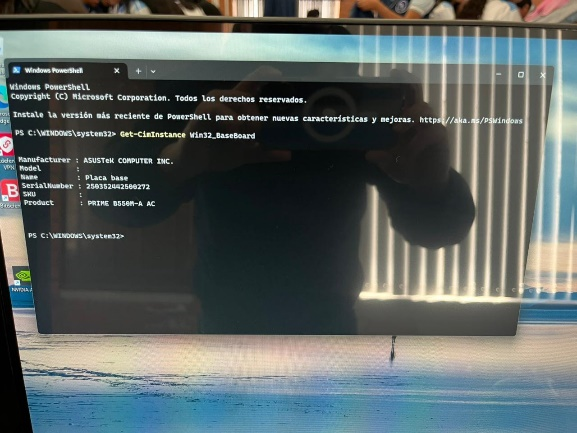 Windows PowerShell
Windows PowerShell
Copyright (C) Microsoft Corporation. Todos los derechos reservados.
Instale la versión más reciente de PowerShell para obtener nuevas características y mejoras. https://aka.ms/PSWindows
PS C:\WINDOWS\system32> Get-CimInstance Win32_BaseBoard
Manufacturer : ASUSTeK COMPUTER INC.
Model :
Name : Placa base
SerialNumber : 250352442500272
SKU :
Product : PRIME B550M-A AC
PS C:\WINDOWS\system32>
VPN